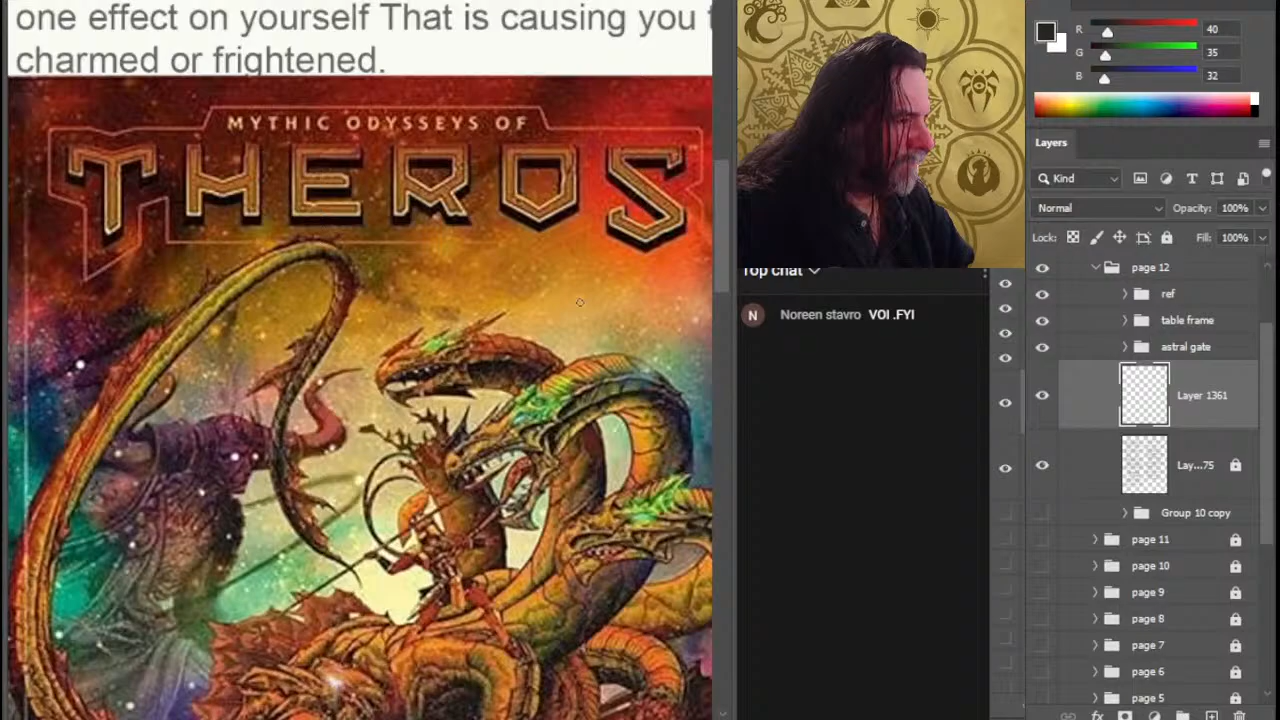 one effect on yourself That is causing you
charmed or frightened.
MYTHIC ODYSSEYS OF
THEROS
Top chat
N
Noreen stavro VOI .FYI
R 40
G 35
B 32
Layers
Kind
Normal Opacity: 100%
Lock: Fill: 100%
page 12
ref
table frame
astral gate
Layer 1361
Lay...75
Group 10 copy
page 11
page 10
page 9
page 8
page 7
page 6
page 5
fx